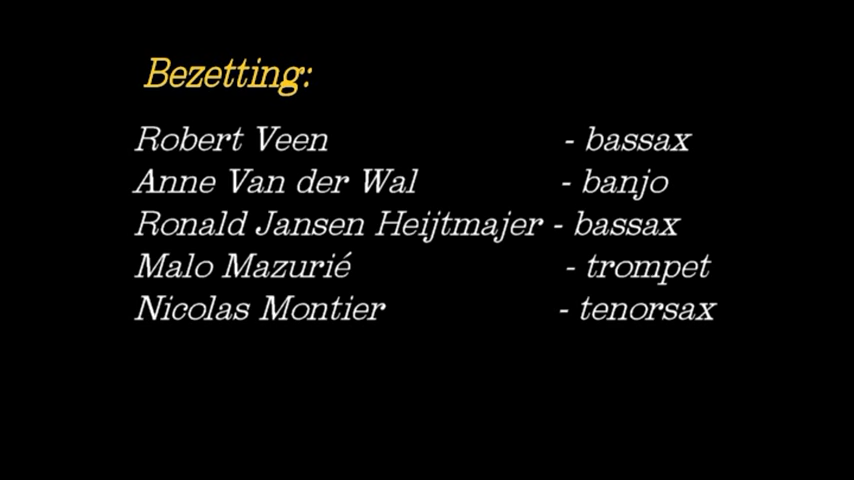 Bezetting:
Robert Veen - bassax
Anne Van der Wal - banjo
Ronald Jansen Heijtmajer - bassax
Malo Mazurié - trompet
Nicolas Montier - tenorsax